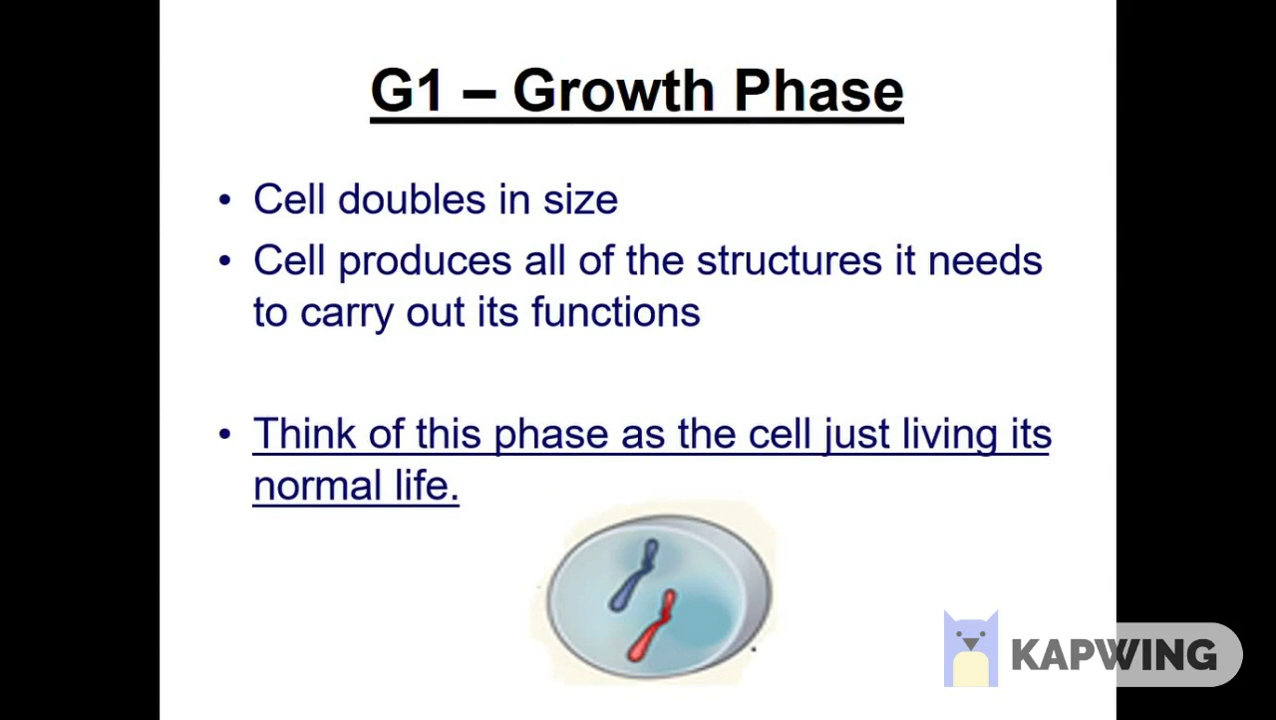 G1 – Growth Phase
• Cell doubles in size
• Cell produces all of the structures it needs
to carry out its functions
• Think of this phase as the cell just living its
normal life.
KAPWING